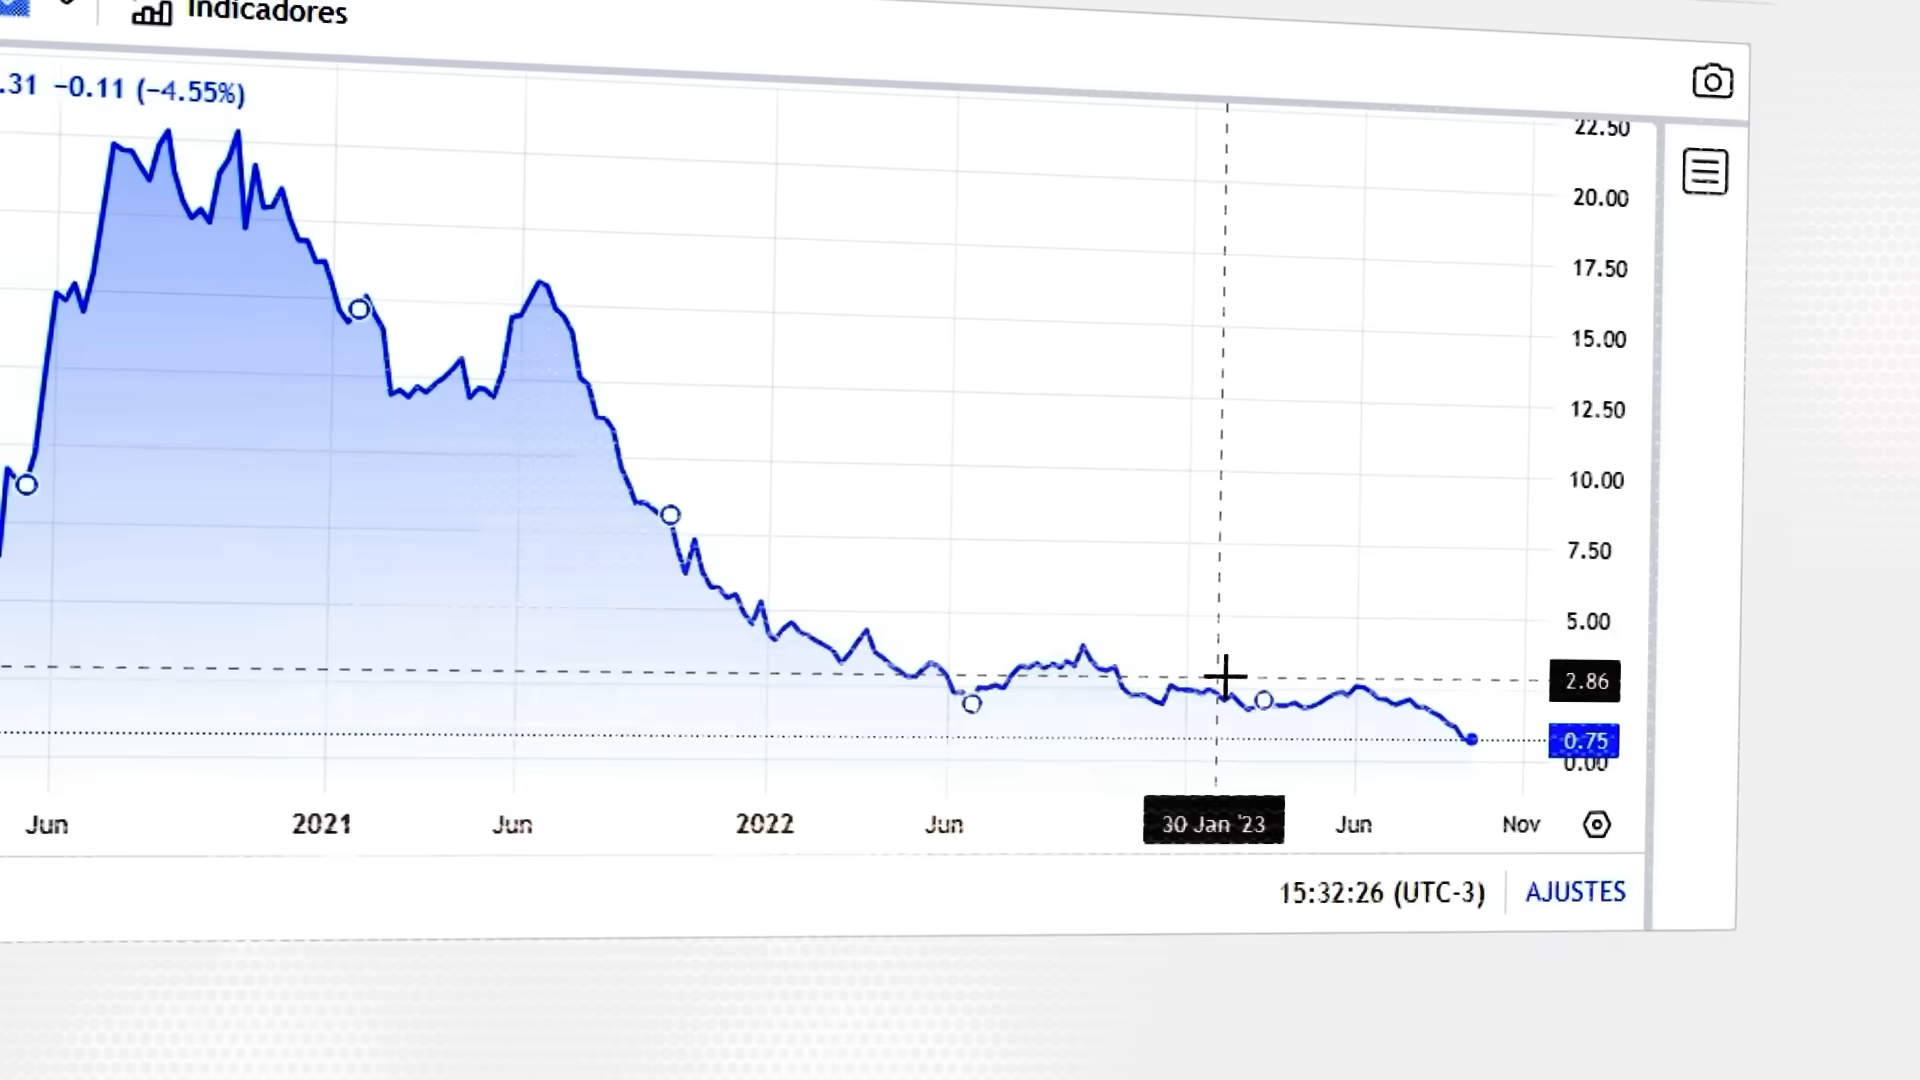 Indicadores
.31 −0.11 (−4.55%)
22.50
20.00
17.50
15.00
12.50
10.00
7.50
5.00
2.86
0.75
0.00
Jun 2021 Jun 2022 Jun 30 Jan '23 Jun Nov
15:32:26 (UTC-3) AJUSTES